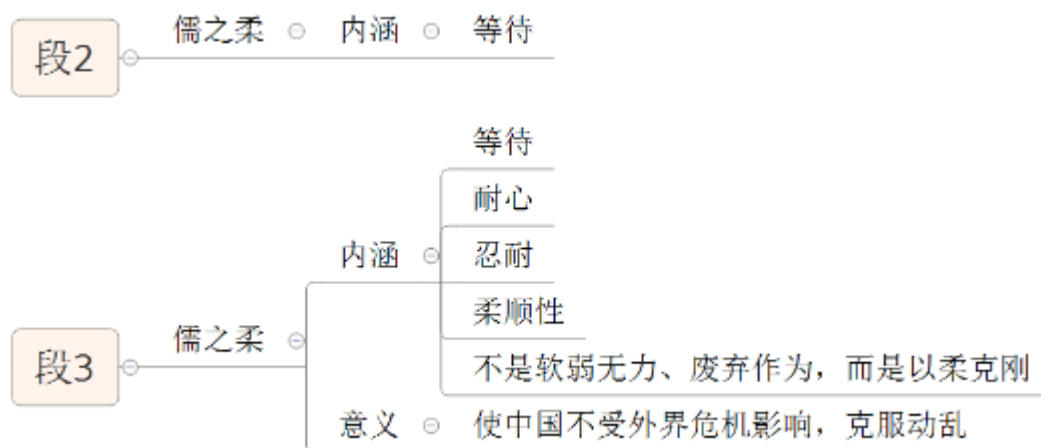 段2 儒之柔 内涵 等待
等待
耐心
内涵 忍耐
柔顺性
段3 儒之柔
不是软弱无力、废弃作为，而是以柔克刚
意义 使中国不受外界危机影响，克服动乱